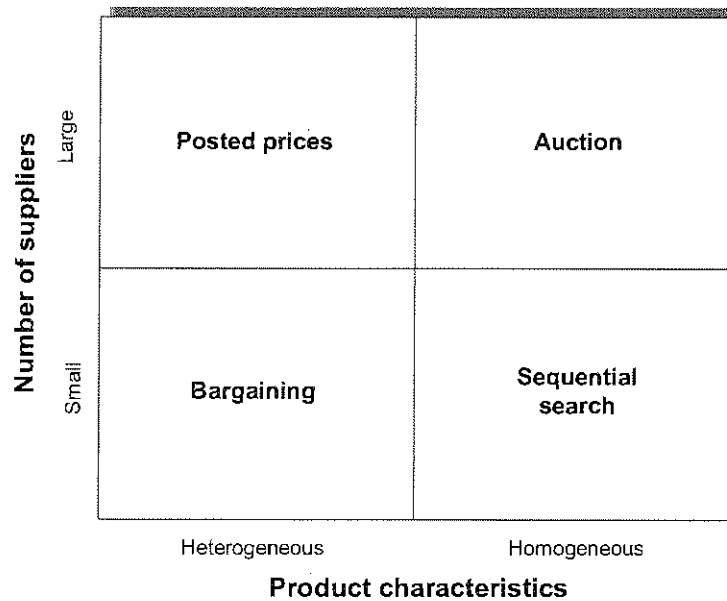 Number of suppliers
Large
Small
Posted prices
Auction
Bargaining
Sequential
search
Heterogeneous
Homogeneous
Product characteristics